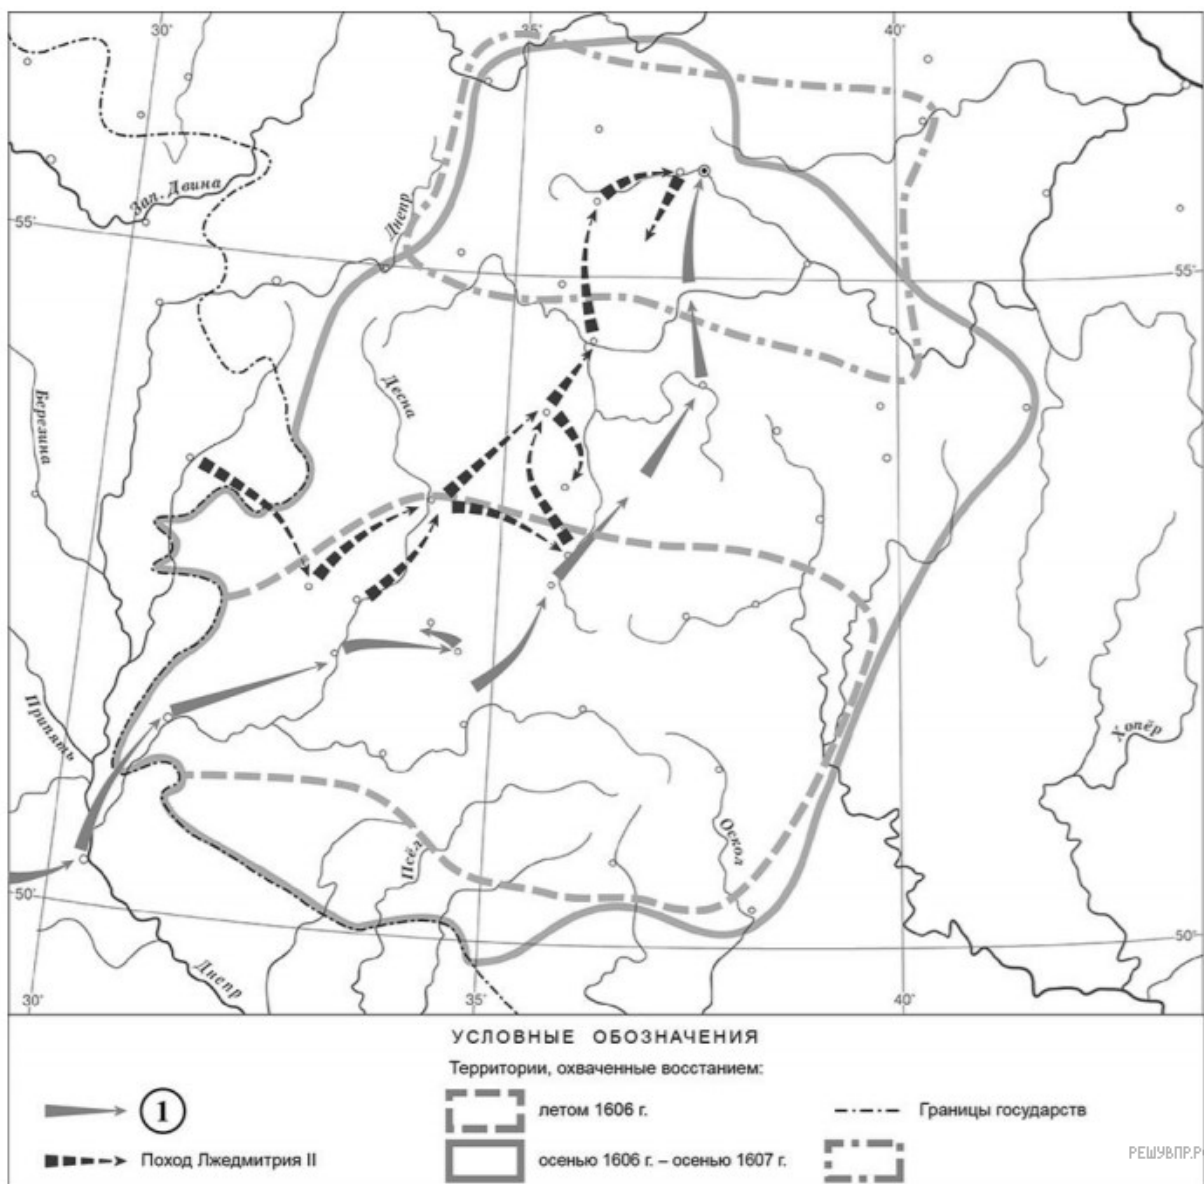 30°
35°
40°
Зап. Двина
Днепр
55°
55°
Десна
Березина
Припять
Хопёр
Оскол
Псёл
50°
50°
Днепр
30°
35°
40°
УСЛОВНЫЕ ОБОЗНАЧЕНИЯ
Территории, охваченные восстанием:
1
летом 1606 г.
Границы государств
Поход Лжедмитрия II
осенью 1606 г. – осенью 1607 г.
РЕШУВПР.РФ